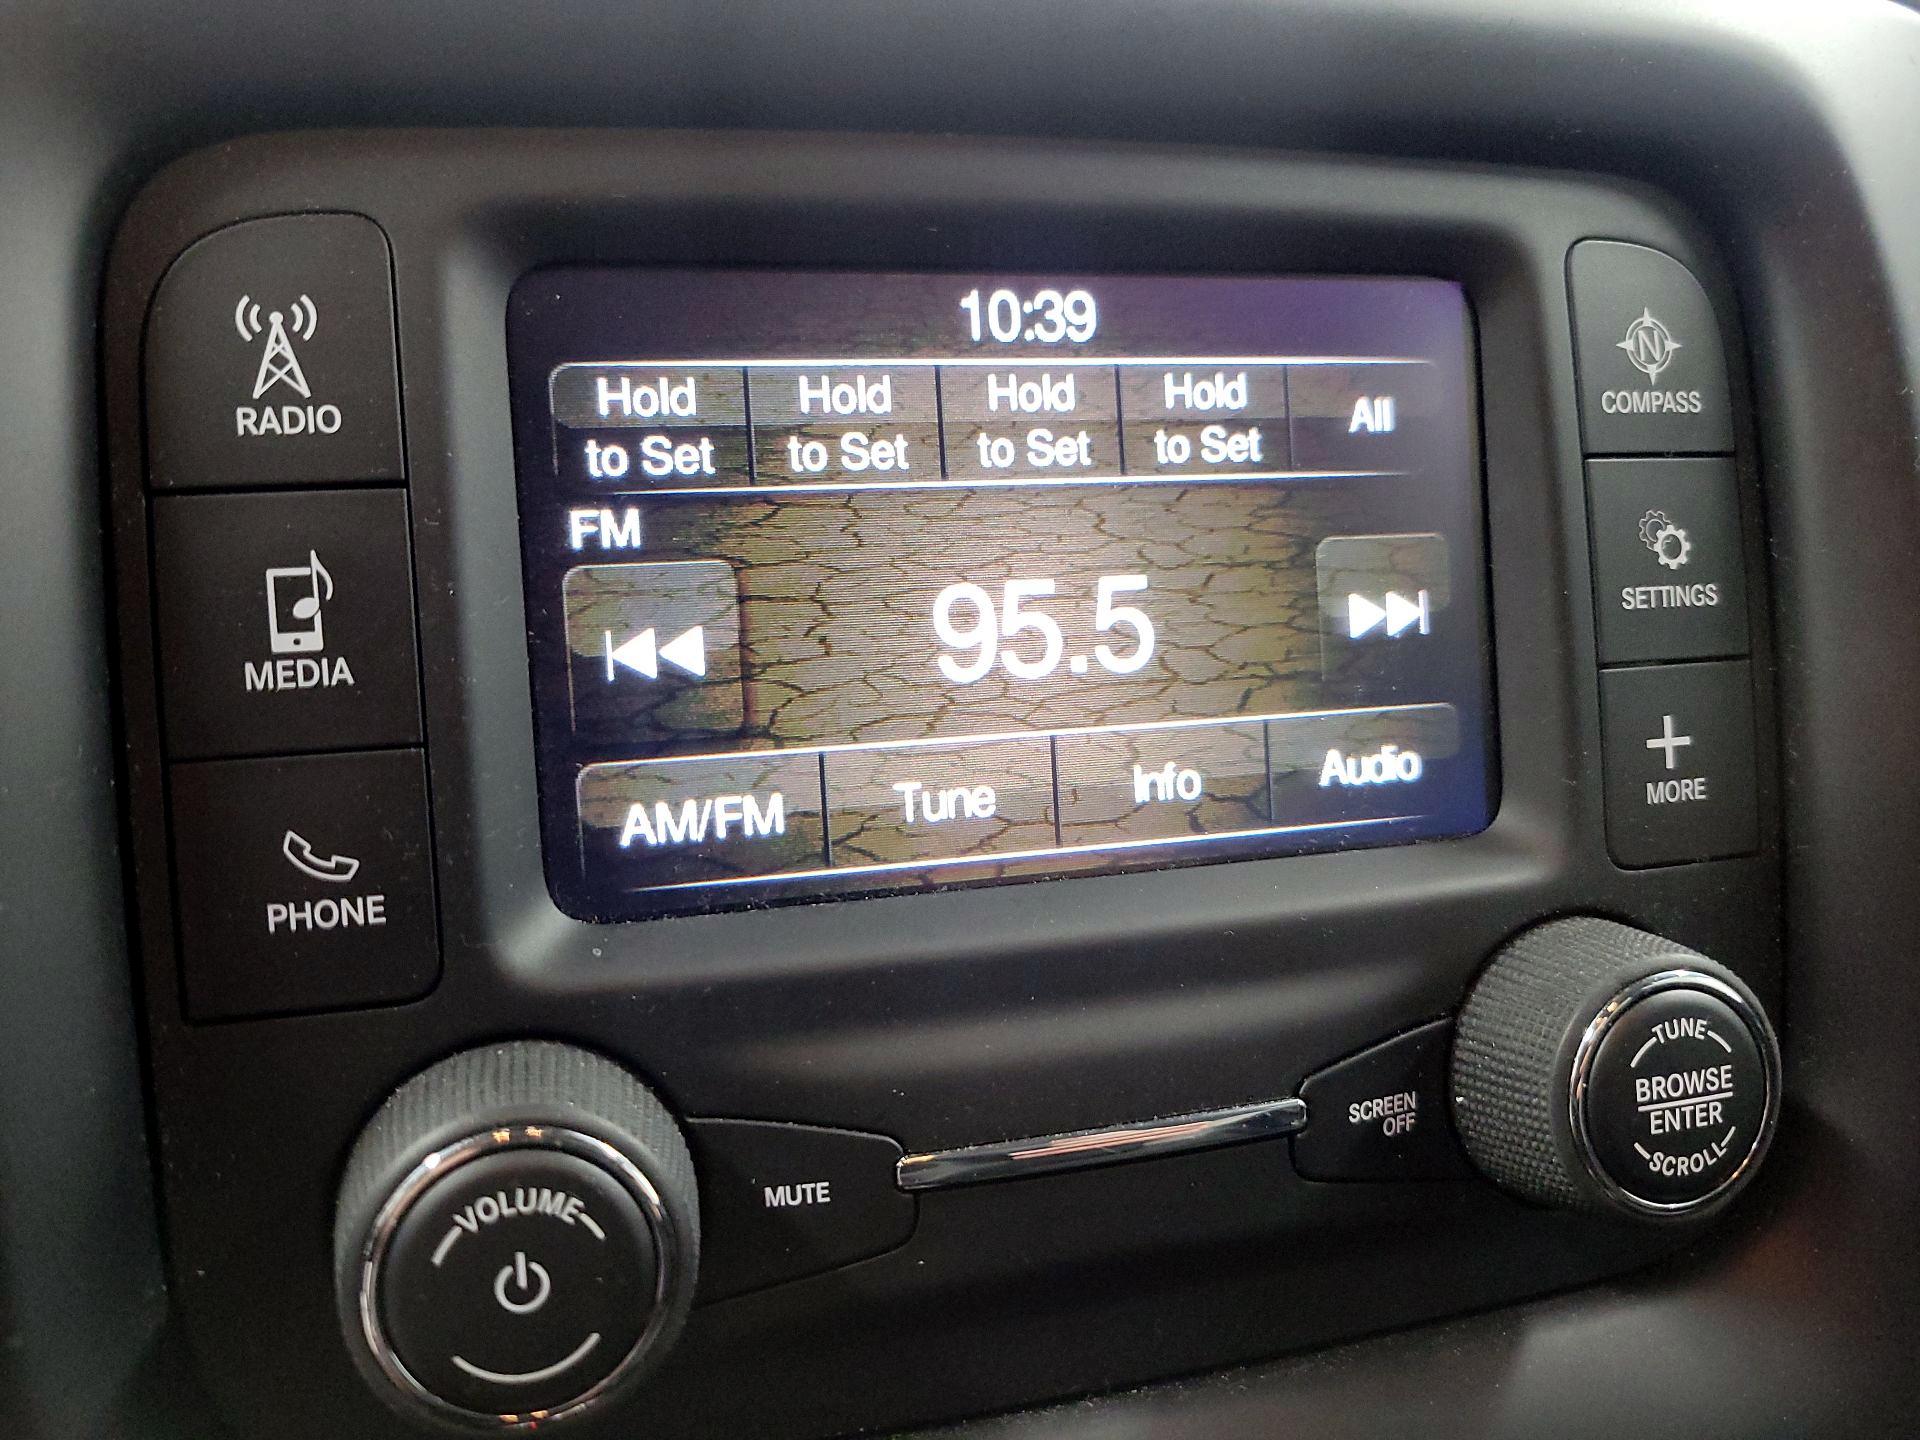 10:39
Hold
to Set
Hold
to Set
Hold
to Set
Hold
to Set
All
FM
95.5
AM/FM
Tune
Info
Audio
RADIO
MEDIA
PHONE
N
COMPASS
SETTINGS
MORE
VOLUME
MUTE
SCREEN
OFF
TUNE
BROWSE
ENTER
SCROLL